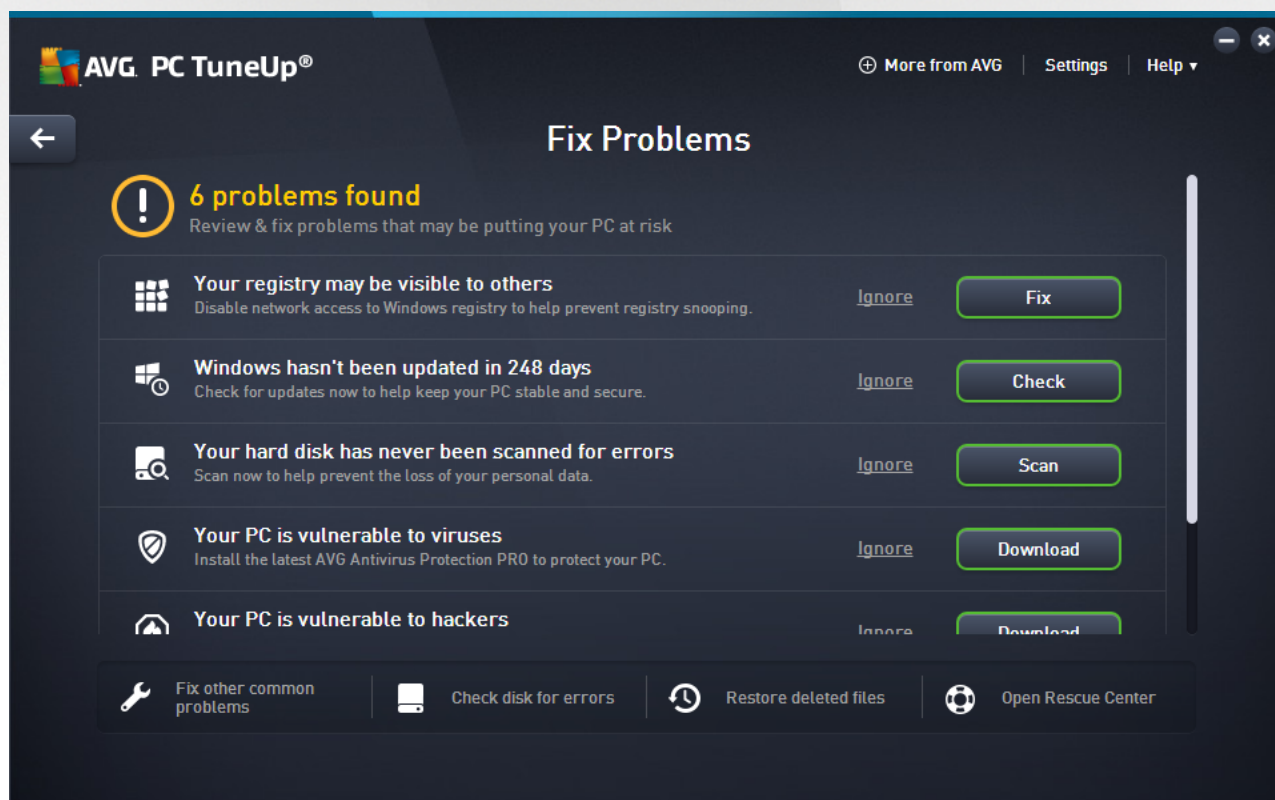 AVG. PC TuneUp®
More from AVG
Settings
Help
Fix Problems
6 problems found
Review & fix problems that may be putting your PC at risk
Your registry may be visible to others
Disable network access to Windows registry to help prevent registry snooping.
Ignore
Fix
Windows hasn't been updated in 248 days
Check for updates now to help keep your PC stable and secure.
Ignore
Check
Your hard disk has never been scanned for errors
Scan now to help prevent the loss of your personal data.
Ignore
Scan
Your PC is vulnerable to viruses
Install the latest AVG Antivirus Protection PRO to protect your PC.
Ignore
Download
Your PC is vulnerable to hackers
Ignore
Download
Fix other common
problems
Check disk for errors
Restore deleted files
Open Rescue Center